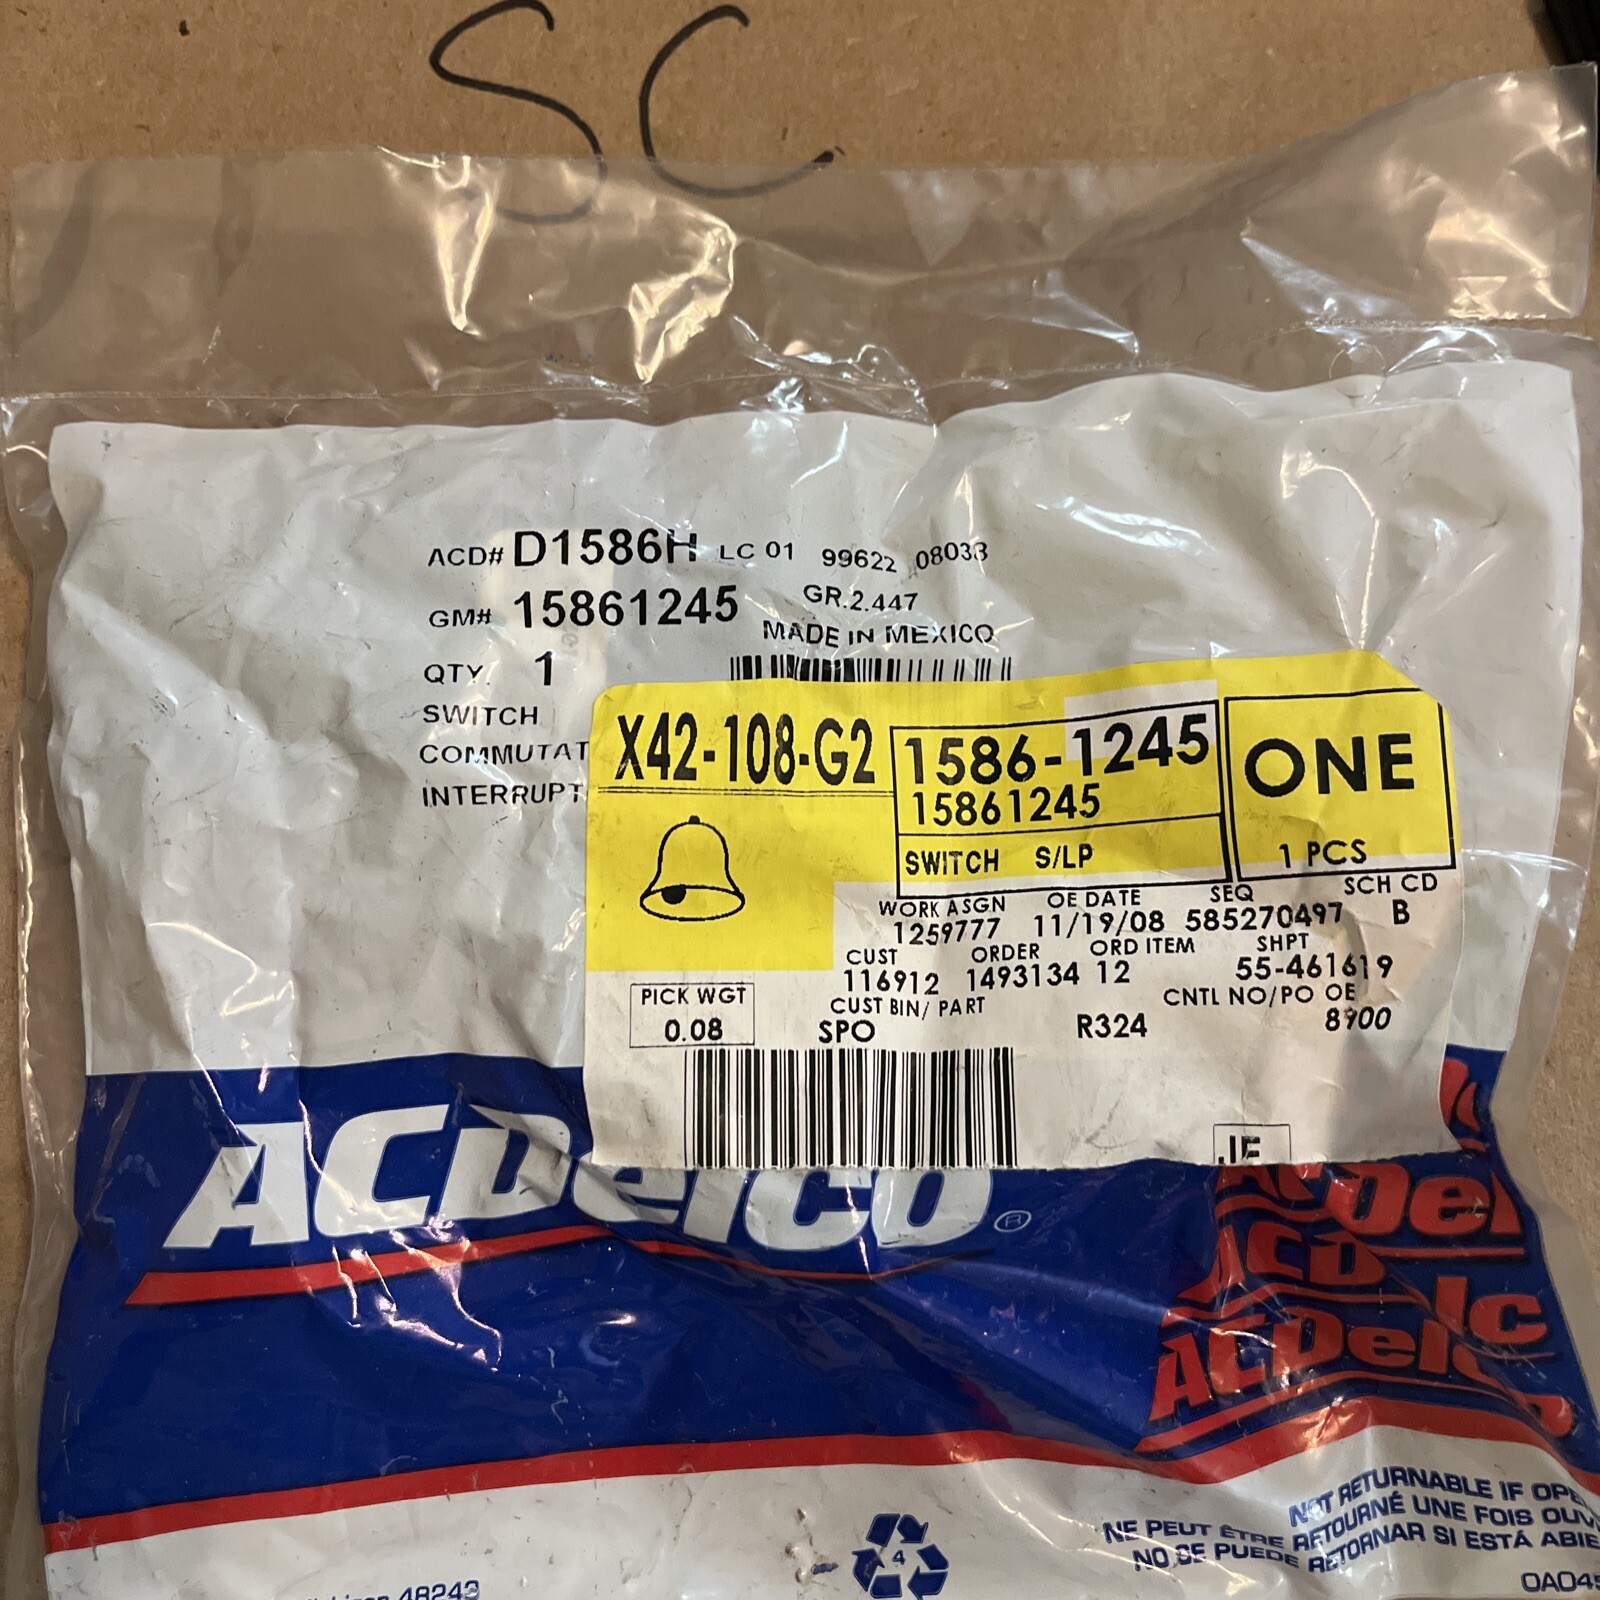 SC
ACD# D1586H LC 01 99622 08033
GM# 15861245 GR.2.447
MADE IN MEXICO
QTY. 1
SWITCH
COMMUTAT
INTERRUPT
X42-108-G2
1586-1245
15861245
SWITCH S/LP
ONE
1 PCS
WORK ASGN OE DATE SEQ SCH CD
1259777 11/19/08 585270497 B
CUST ORDER ORD ITEM SHPT
116912 1493134 12 55-461619
PICK WGT
0.08
CUST BIN/ PART CNTL NO/PO OE
SPO R324 8900
JE
ACDelco ®
ACDelc
NOT RETURNABLE IF OPE
NE PEUT ÊTRE RETOURNÉ UNE FOIS OUV
NO SE PUEDE RETORNAR SI ESTÁ ABIE
4
48243